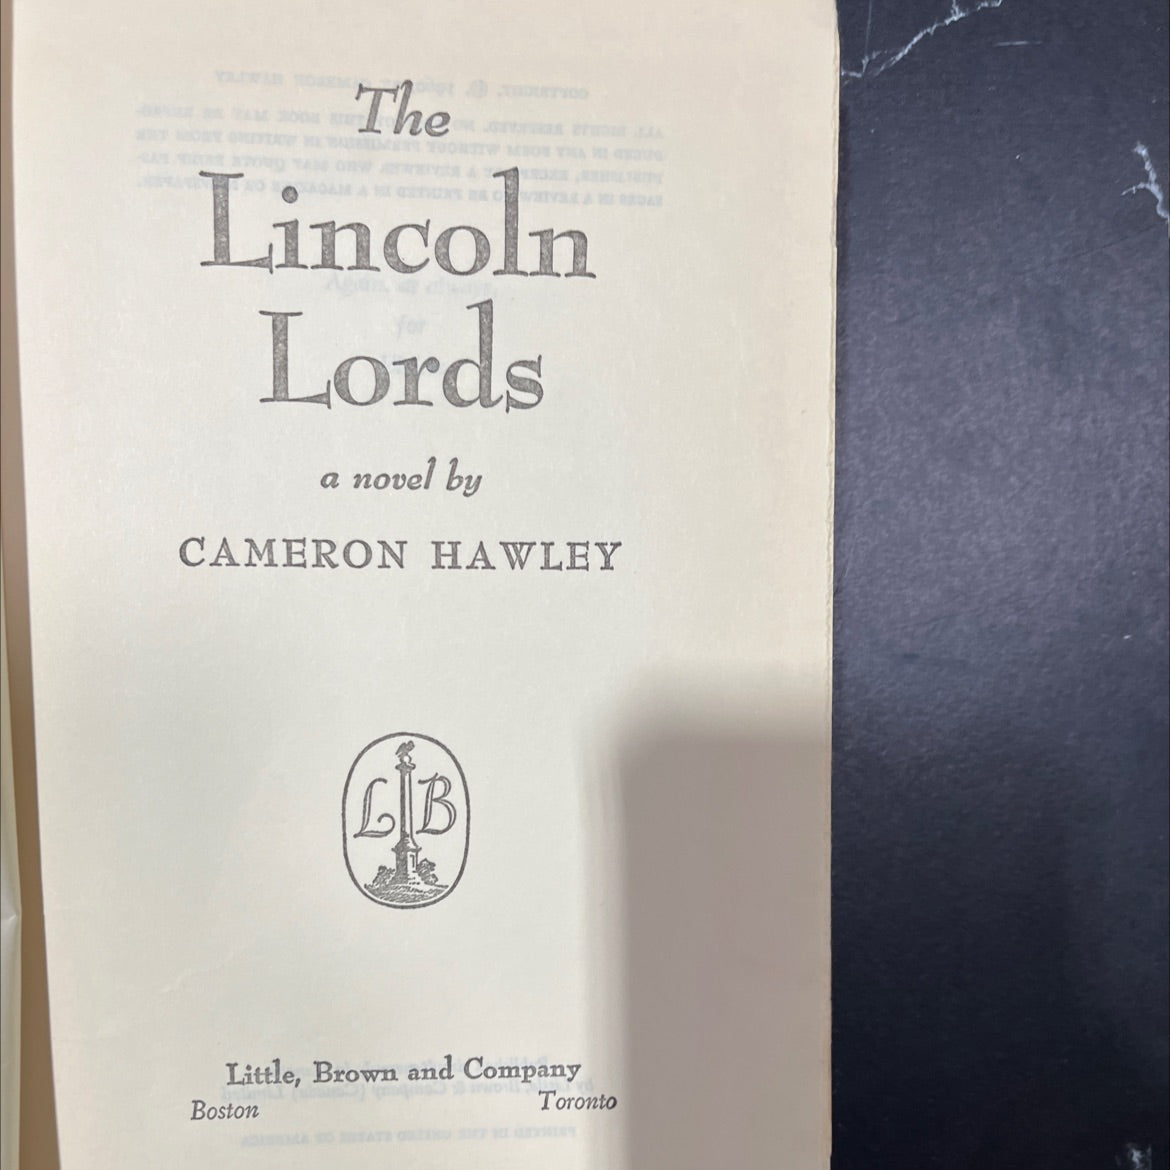 The
Lincoln
Lords
a novel by
CAMERON HAWLEY
L B
Little, Brown and Company
Boston Toronto